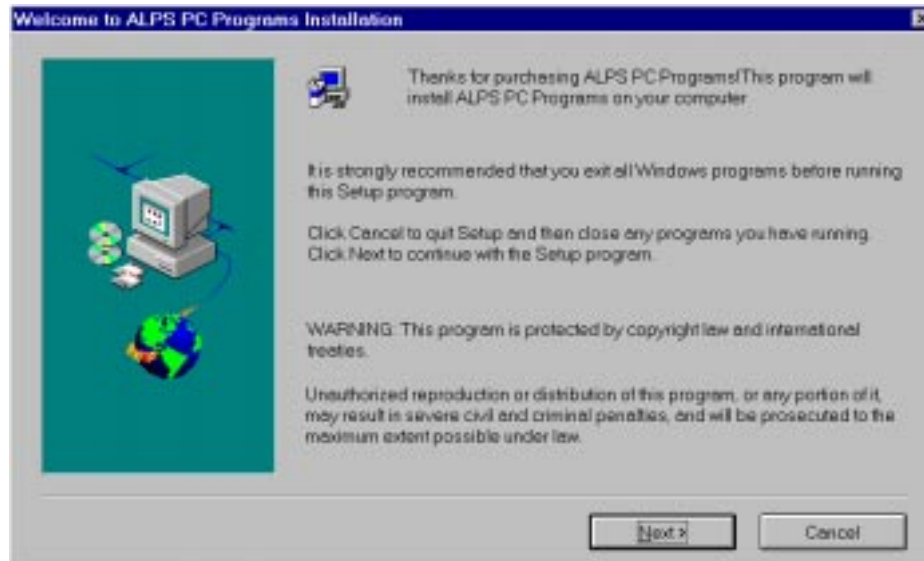 Welcome to ALPS PC Programs Installation
Thanks for purchasing ALPS PC Programs!This program will
install ALPS PC Programs on your computer
It is strongly recommended that you exit all Windows programs before running
this Setup program.
Click Cancel to quit Setup and then close any programs you have running.
Click Next to continue with the Setup program.
WARNING: This program is protected by copyright law and international
treaties.
Unauthorized reproduction or distribution of this program, or any portion of it,
may result in severe civil and criminal penalties, and will be prosecuted to the
maximum extent possible under law.
Next > Cancel